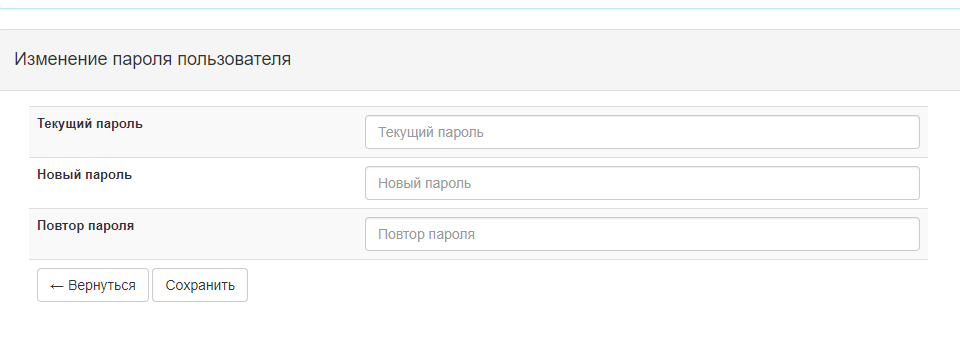 Изменение пароля пользователя
Текущий пароль
Текущий пароль
Новый пароль
Новый пароль
Повтор пароля
Повтор пароля
← Вернуться
Сохранить